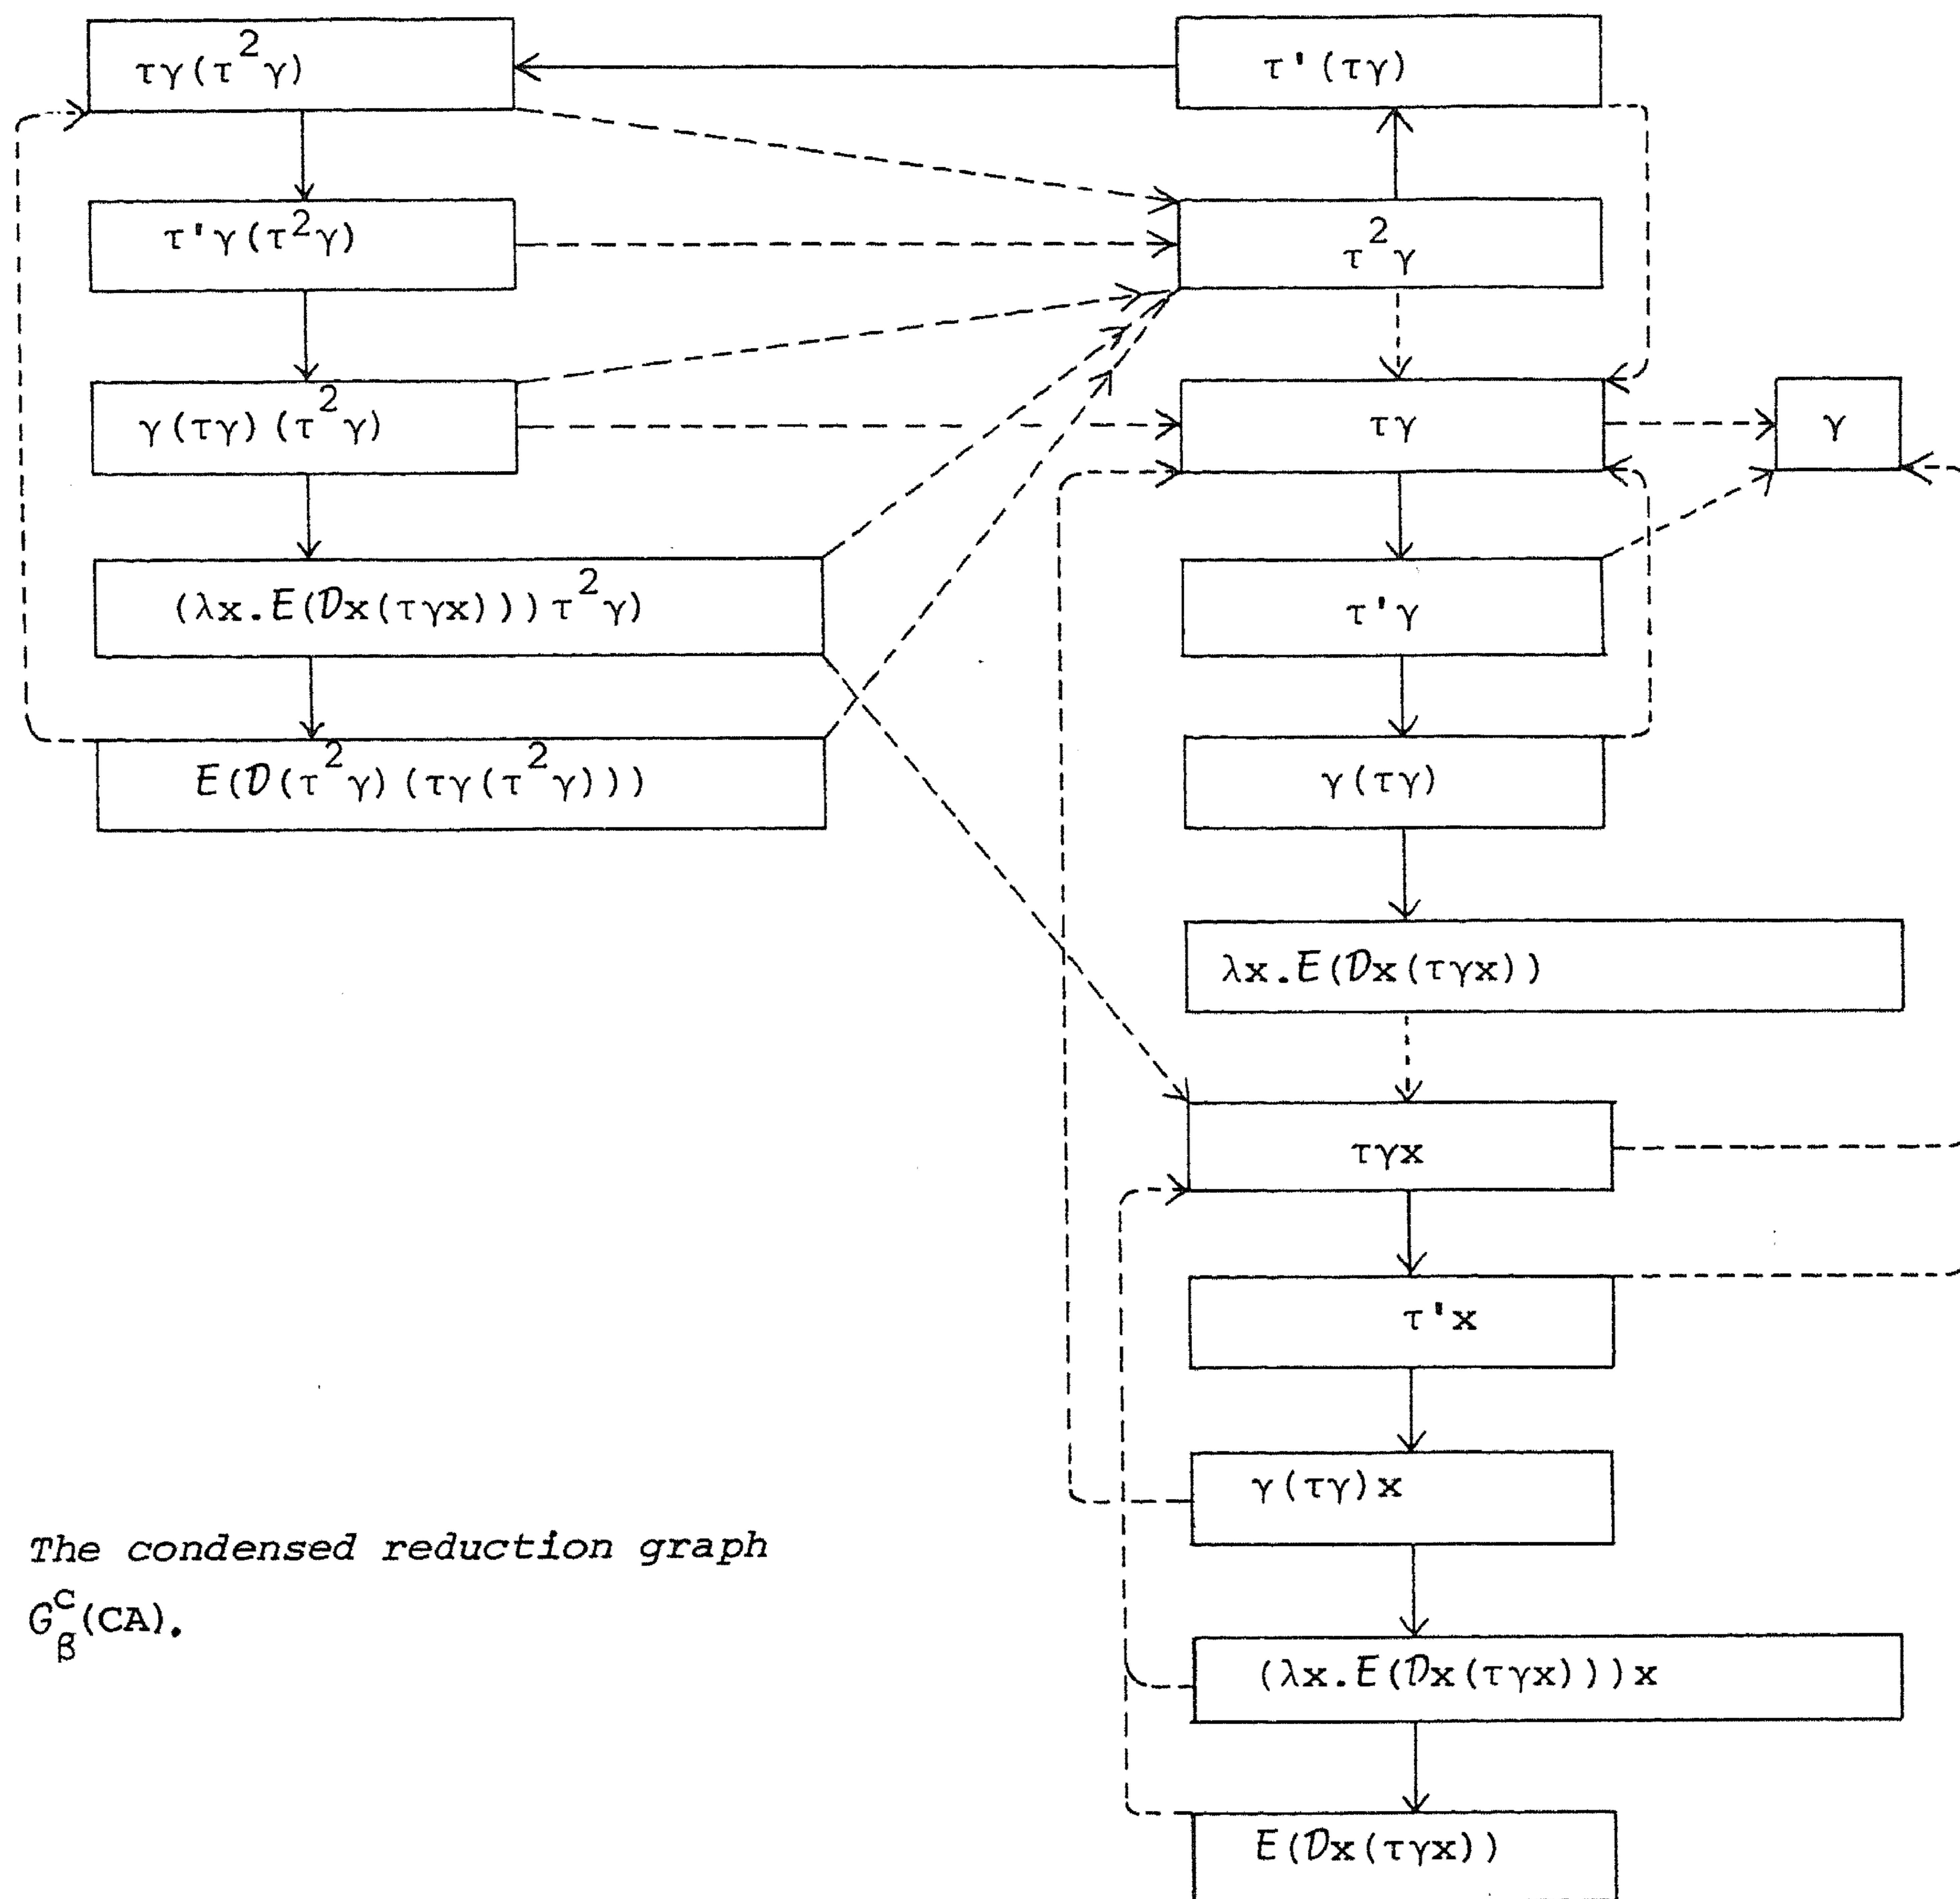 τγ(τ²γ)
τ'(τγ)
τ'γ(τ²γ)
τ²γ
γ(τγ)(τ²γ)
τγ
γ
(λx.E(𝒟x(τγx)))τ²γ)
τ'γ
E(𝒟(τ²γ)(τγ(τ²γ)))
γ(τγ)
λx.E(𝒟x(τγx))
τγx
τ'x
γ(τγ)x
(λx.E(𝒟x(τγx)))x
E(𝒟x(τγx))
The condensed reduction graph
G^C_β(CA).